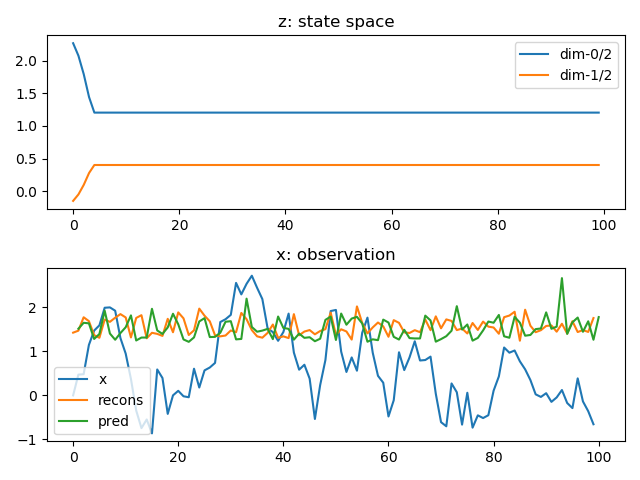 z: state space
2.0
1.5
1.0
0.5
0.0
dim-0/2
dim-1/2
0 20 40 60 80 100
x: observation
2
1
0
−1
x
recons
pred
0 20 40 60 80 100